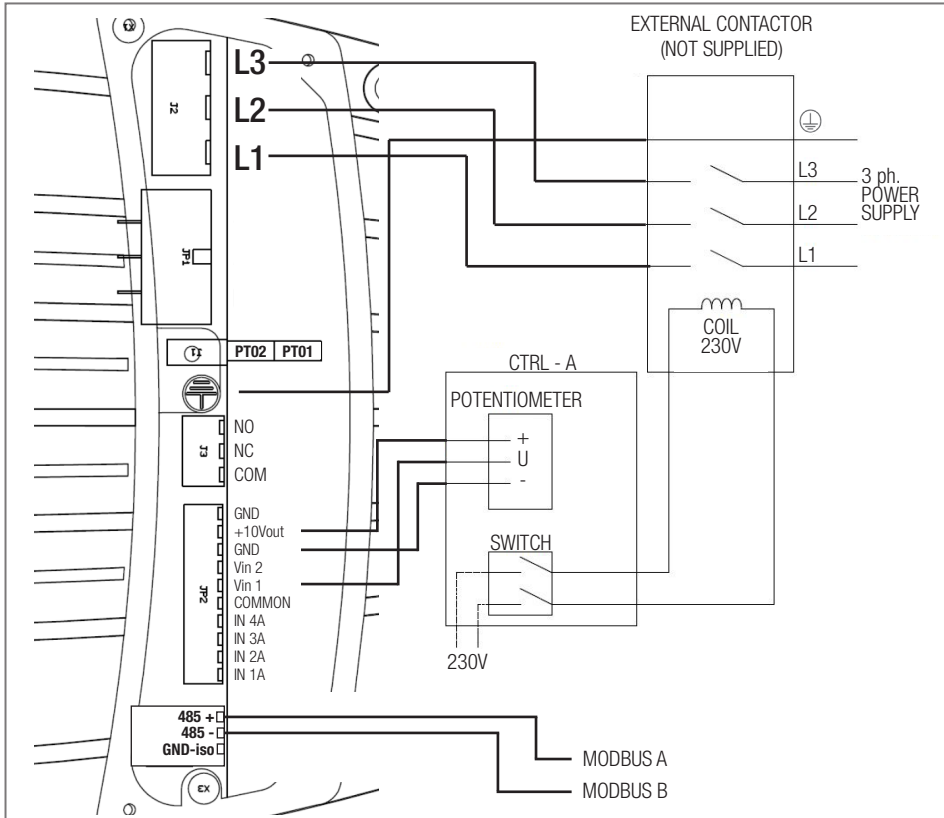 EXTERNAL CONTACTOR
(NOT SUPPLIED)
X1
L3
L2
L1
J2
L3
L2
L1
3 ph.
POWER
SUPPLY
JP1
COIL
230V
J1
PT02
PT01
CTRL - A
POTENTIOMETER
+
U
-
J3
NO
NC
COM
GND
+10Vout
GND
Vin 2
Vin 1
COMMON
IN 4A
IN 3A
IN 2A
IN 1A
JP2
SWITCH
230V
485 +
485 -
GND-iso
MODBUS A
MODBUS B